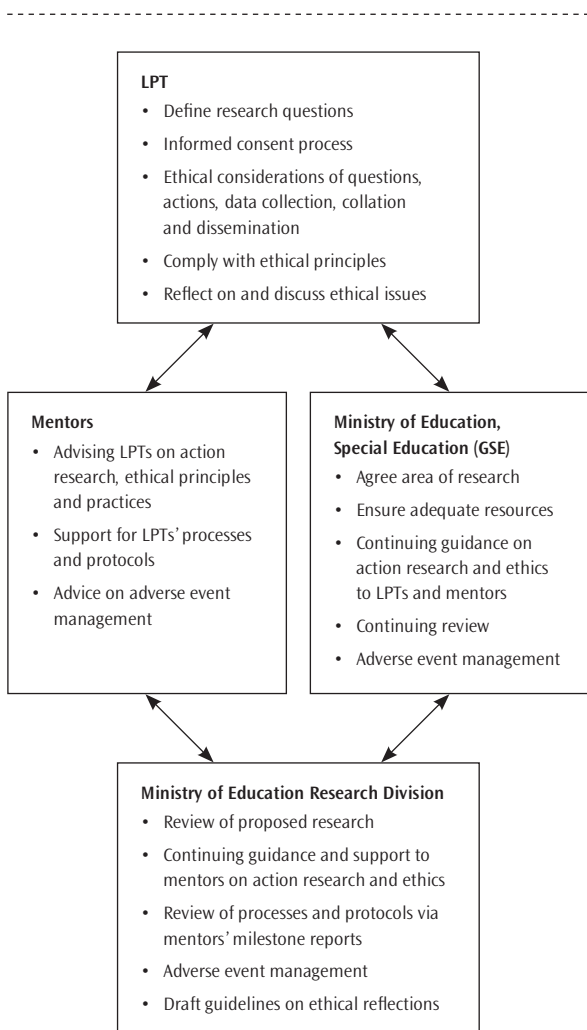 LPT
• Define research questions
• Informed consent process
• Ethical considerations of questions,
actions, data collection, collation
and dissemination
• Comply with ethical principles
• Reflect on and discuss ethical issues
Mentors
• Advising LPTs on action
research, ethical principles
and practices
• Support for LPTs’ processes
and protocols
• Advice on adverse event
management
Ministry of Education,
Special Education (GSE)
• Agree area of research
• Ensure adequate resources
• Continuing guidance on
action research and ethics
to LPTs and mentors
• Continuing review
• Adverse event management
Ministry of Education Research Division
• Review of proposed research
• Continuing guidance and support to
mentors on action research and ethics
• Review of processes and protocols via
mentors’ milestone reports
• Adverse event management
• Draft guidelines on ethical reflections